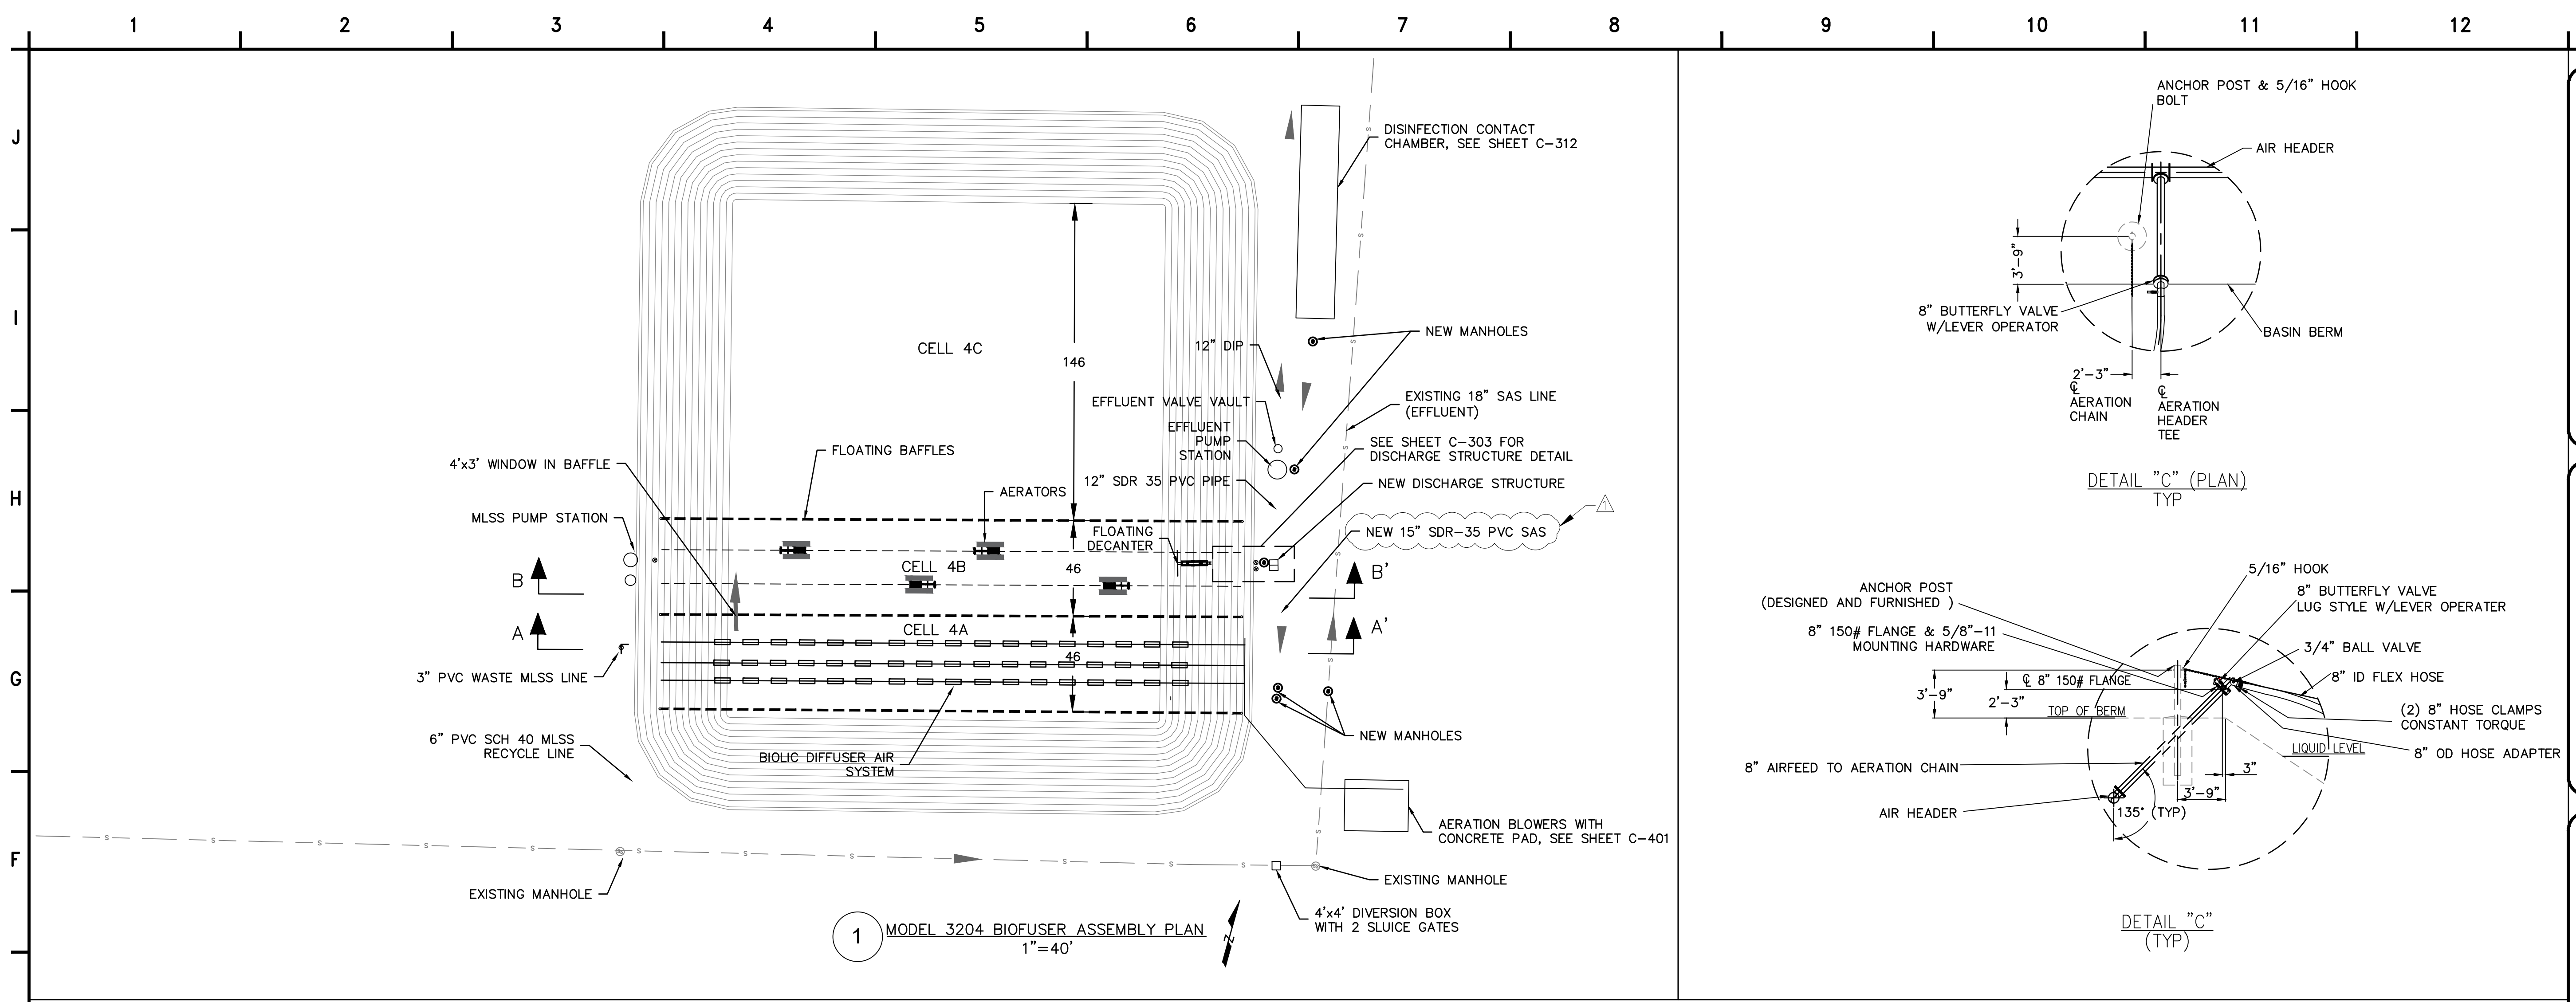 1 2 3 4 5 6 7 8 9 10 11 12
J
I
H
G
F
DISINFECTION CONTACT
CHAMBER, SEE SHEET C-312
CELL 4C
146
12" DIP
NEW MANHOLES
EFFLUENT VALVE VAULT
EXISTING 18" SAS LINE
(EFFLUENT)
EFFLUENT
PUMP
STATION
SEE SHEET C-303 FOR
DISCHARGE STRUCTURE DETAIL
4'x3' WINDOW IN BAFFLE
FLOATING BAFFLES
12" SDR 35 PVC PIPE
NEW DISCHARGE STRUCTURE
AERATORS
MLSS PUMP STATION
FLOATING
DECANTER
NEW 15" SDR-35 PVC SAS
1
CELL 4B
46
B
B'
CELL 4A
A
A'
46
3" PVC WASTE MLSS LINE
NEW MANHOLES
6" PVC SCH 40 MLSS
RECYCLE LINE
BIOLIC DIFFUSER AIR
SYSTEM
AERATION BLOWERS WITH
CONCRETE PAD, SEE SHEET C-401
S S S S S S S S S S S S
S S S S S S S
EXISTING MANHOLE
EXISTING MANHOLE
4'x4' DIVERSION BOX
WITH 2 SLUICE GATES
1
MODEL 3204 BIOFUSER ASSEMBLY PLAN
1"=40'
N
ANCHOR POST & 5/16" HOOK
BOLT
AIR HEADER
3'-9"
8" BUTTERFLY VALVE
W/LEVER OPERATOR
BASIN BERM
2'-3"
℄
AERATION
CHAIN
℄
AERATION
HEADER
TEE
DETAIL "C" (PLAN)
TYP
5/16" HOOK
ANCHOR POST
(DESIGNED AND FURNISHED )
8" BUTTERFLY VALVE
LUG STYLE W/LEVER OPERATER
8" 150# FLANGE & 5/8"-11
MOUNTING HARDWARE
3/4" BALL VALVE
℄ 8" 150# FLANGE
8" ID FLEX HOSE
3'-9"
2'-3"
TOP OF BERM
(2) 8" HOSE CLAMPS
CONSTANT TORQUE
LIQUID LEVEL
8" OD HOSE ADAPTER
8" AIRFEED TO AERATION CHAIN
3"
3'-9"
AIR HEADER
135° (TYP)
DETAIL "C"
(TYP)